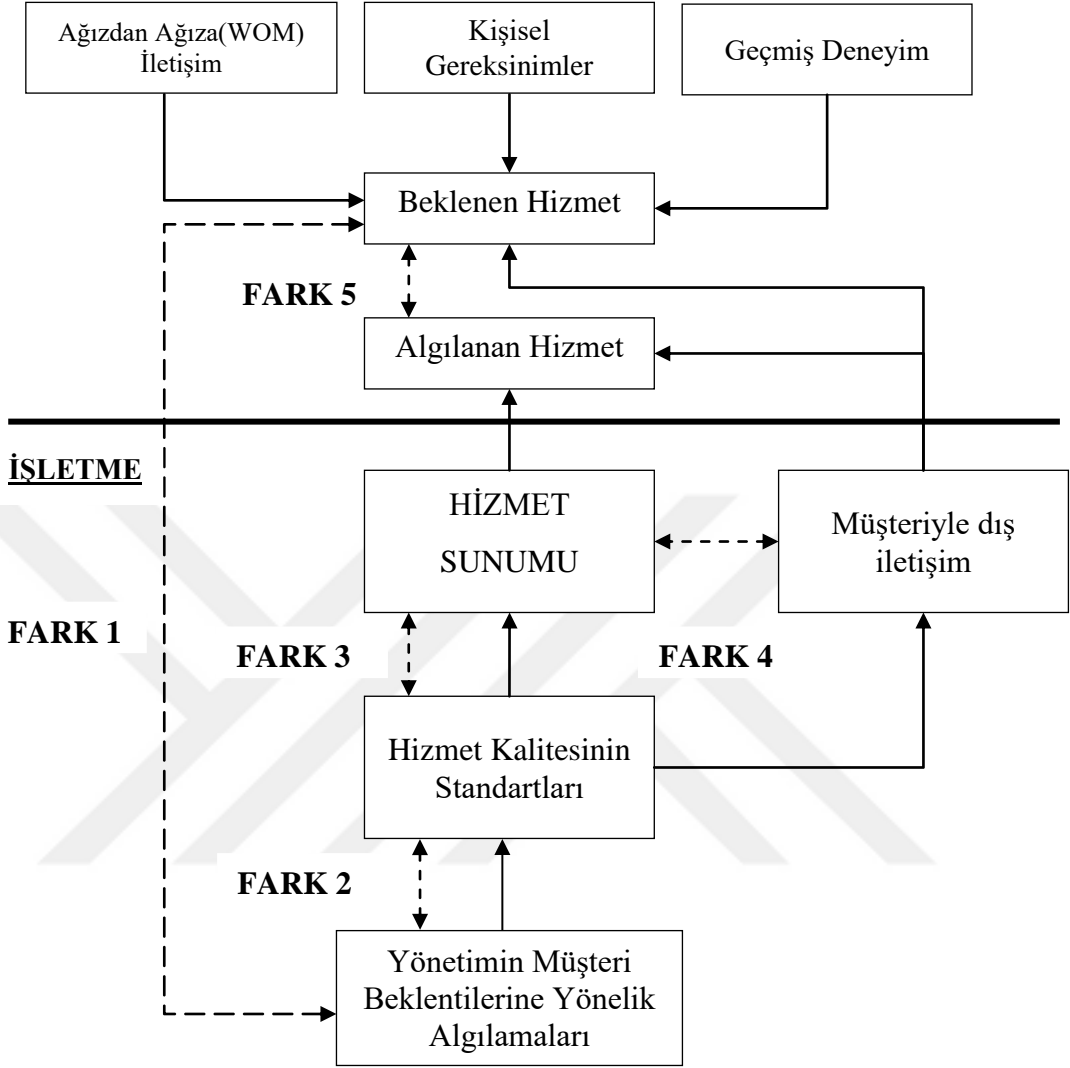 Ağızdan Ağıza(WOM)
İletişim
Kişisel
Gereksinimler
Geçmiş Deneyim
Beklenen Hizmet
FARK 5
Algılanan Hizmet
İŞLETME
HİZMET
SUNUMU
Müşteriyle dış
iletişim
FARK 1
FARK 3
FARK 4
Hizmet Kalitesinin
Standartları
FARK 2
Yönetimin Müşteri
Beklentilerine Yönelik
Algılamaları